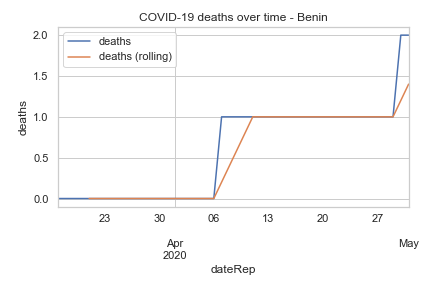 COVID-19 deaths over time - Benin
deaths
deaths (rolling)
2.0
1.5
1.0
0.5
0.0
deaths
23 30 06 13 20 27
Apr May
2020
dateRep